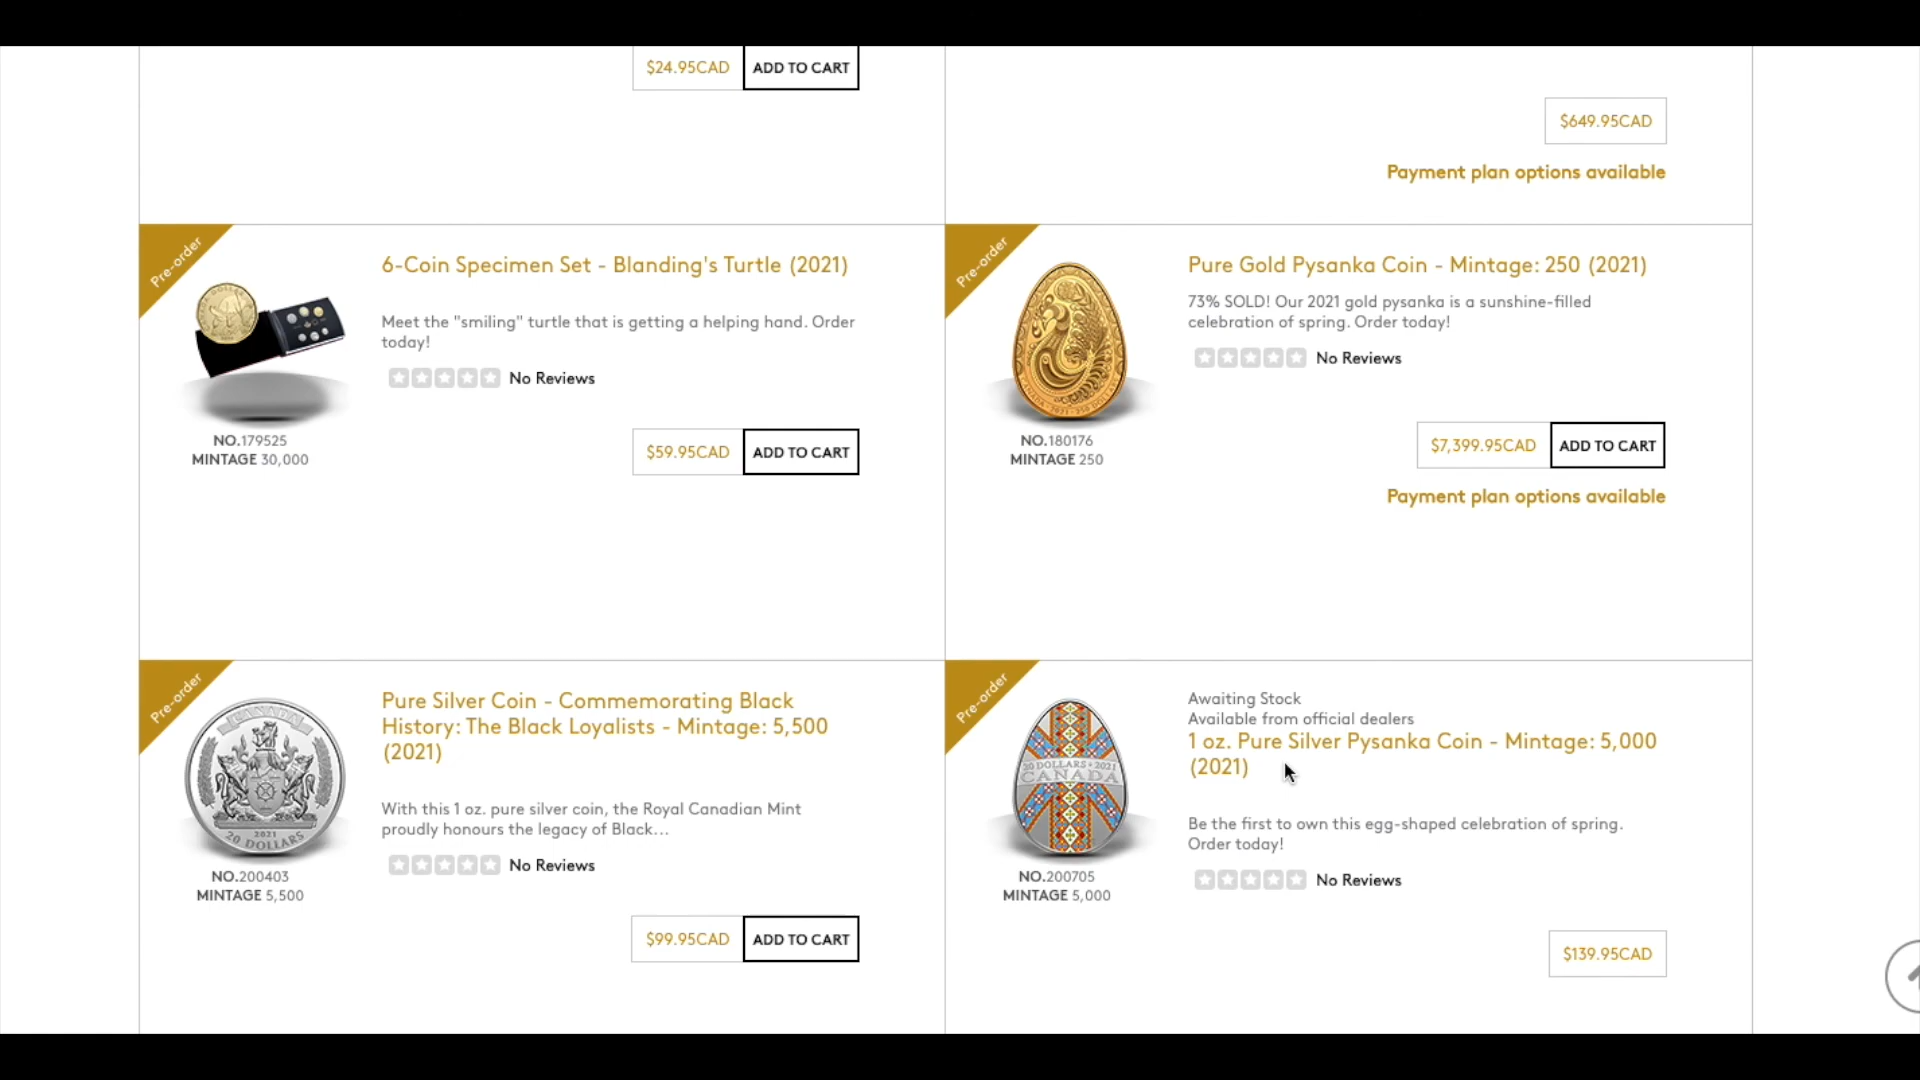 $24.95CAD
ADD TO CART
$649.95CAD
Payment plan options available
Pre-order
6-Coin Specimen Set - Blanding's Turtle (2021)
Meet the "smiling" turtle that is getting a helping hand. Order
today!
No Reviews
NO.179525
MINTAGE 30,000
$59.95CAD
ADD TO CART
Pre-order
Pure Gold Pysanka Coin - Mintage: 250 (2021)
73% SOLD! Our 2021 gold pysanka is a sunshine-filled
celebration of spring. Order today!
No Reviews
NO.180176
MINTAGE 250
$7,399.95CAD
ADD TO CART
Payment plan options available
Pre-order
CANADA
2021
20 DOLLARS
Pure Silver Coin - Commemorating Black
History: The Black Loyalists - Mintage: 5,500
(2021)
With this 1 oz. pure silver coin, the Royal Canadian Mint
proudly honours the legacy of Black...
No Reviews
NO.200403
MINTAGE 5,500
$99.95CAD
ADD TO CART
Pre-order
20 DOLLARS • 2021
CANADA
Awaiting Stock
Available from official dealers
1 oz. Pure Silver Pysanka Coin - Mintage: 5,000
(2021)
Be the first to own this egg-shaped celebration of spring.
Order today!
No Reviews
NO.200705
MINTAGE 5,000
$139.95CAD